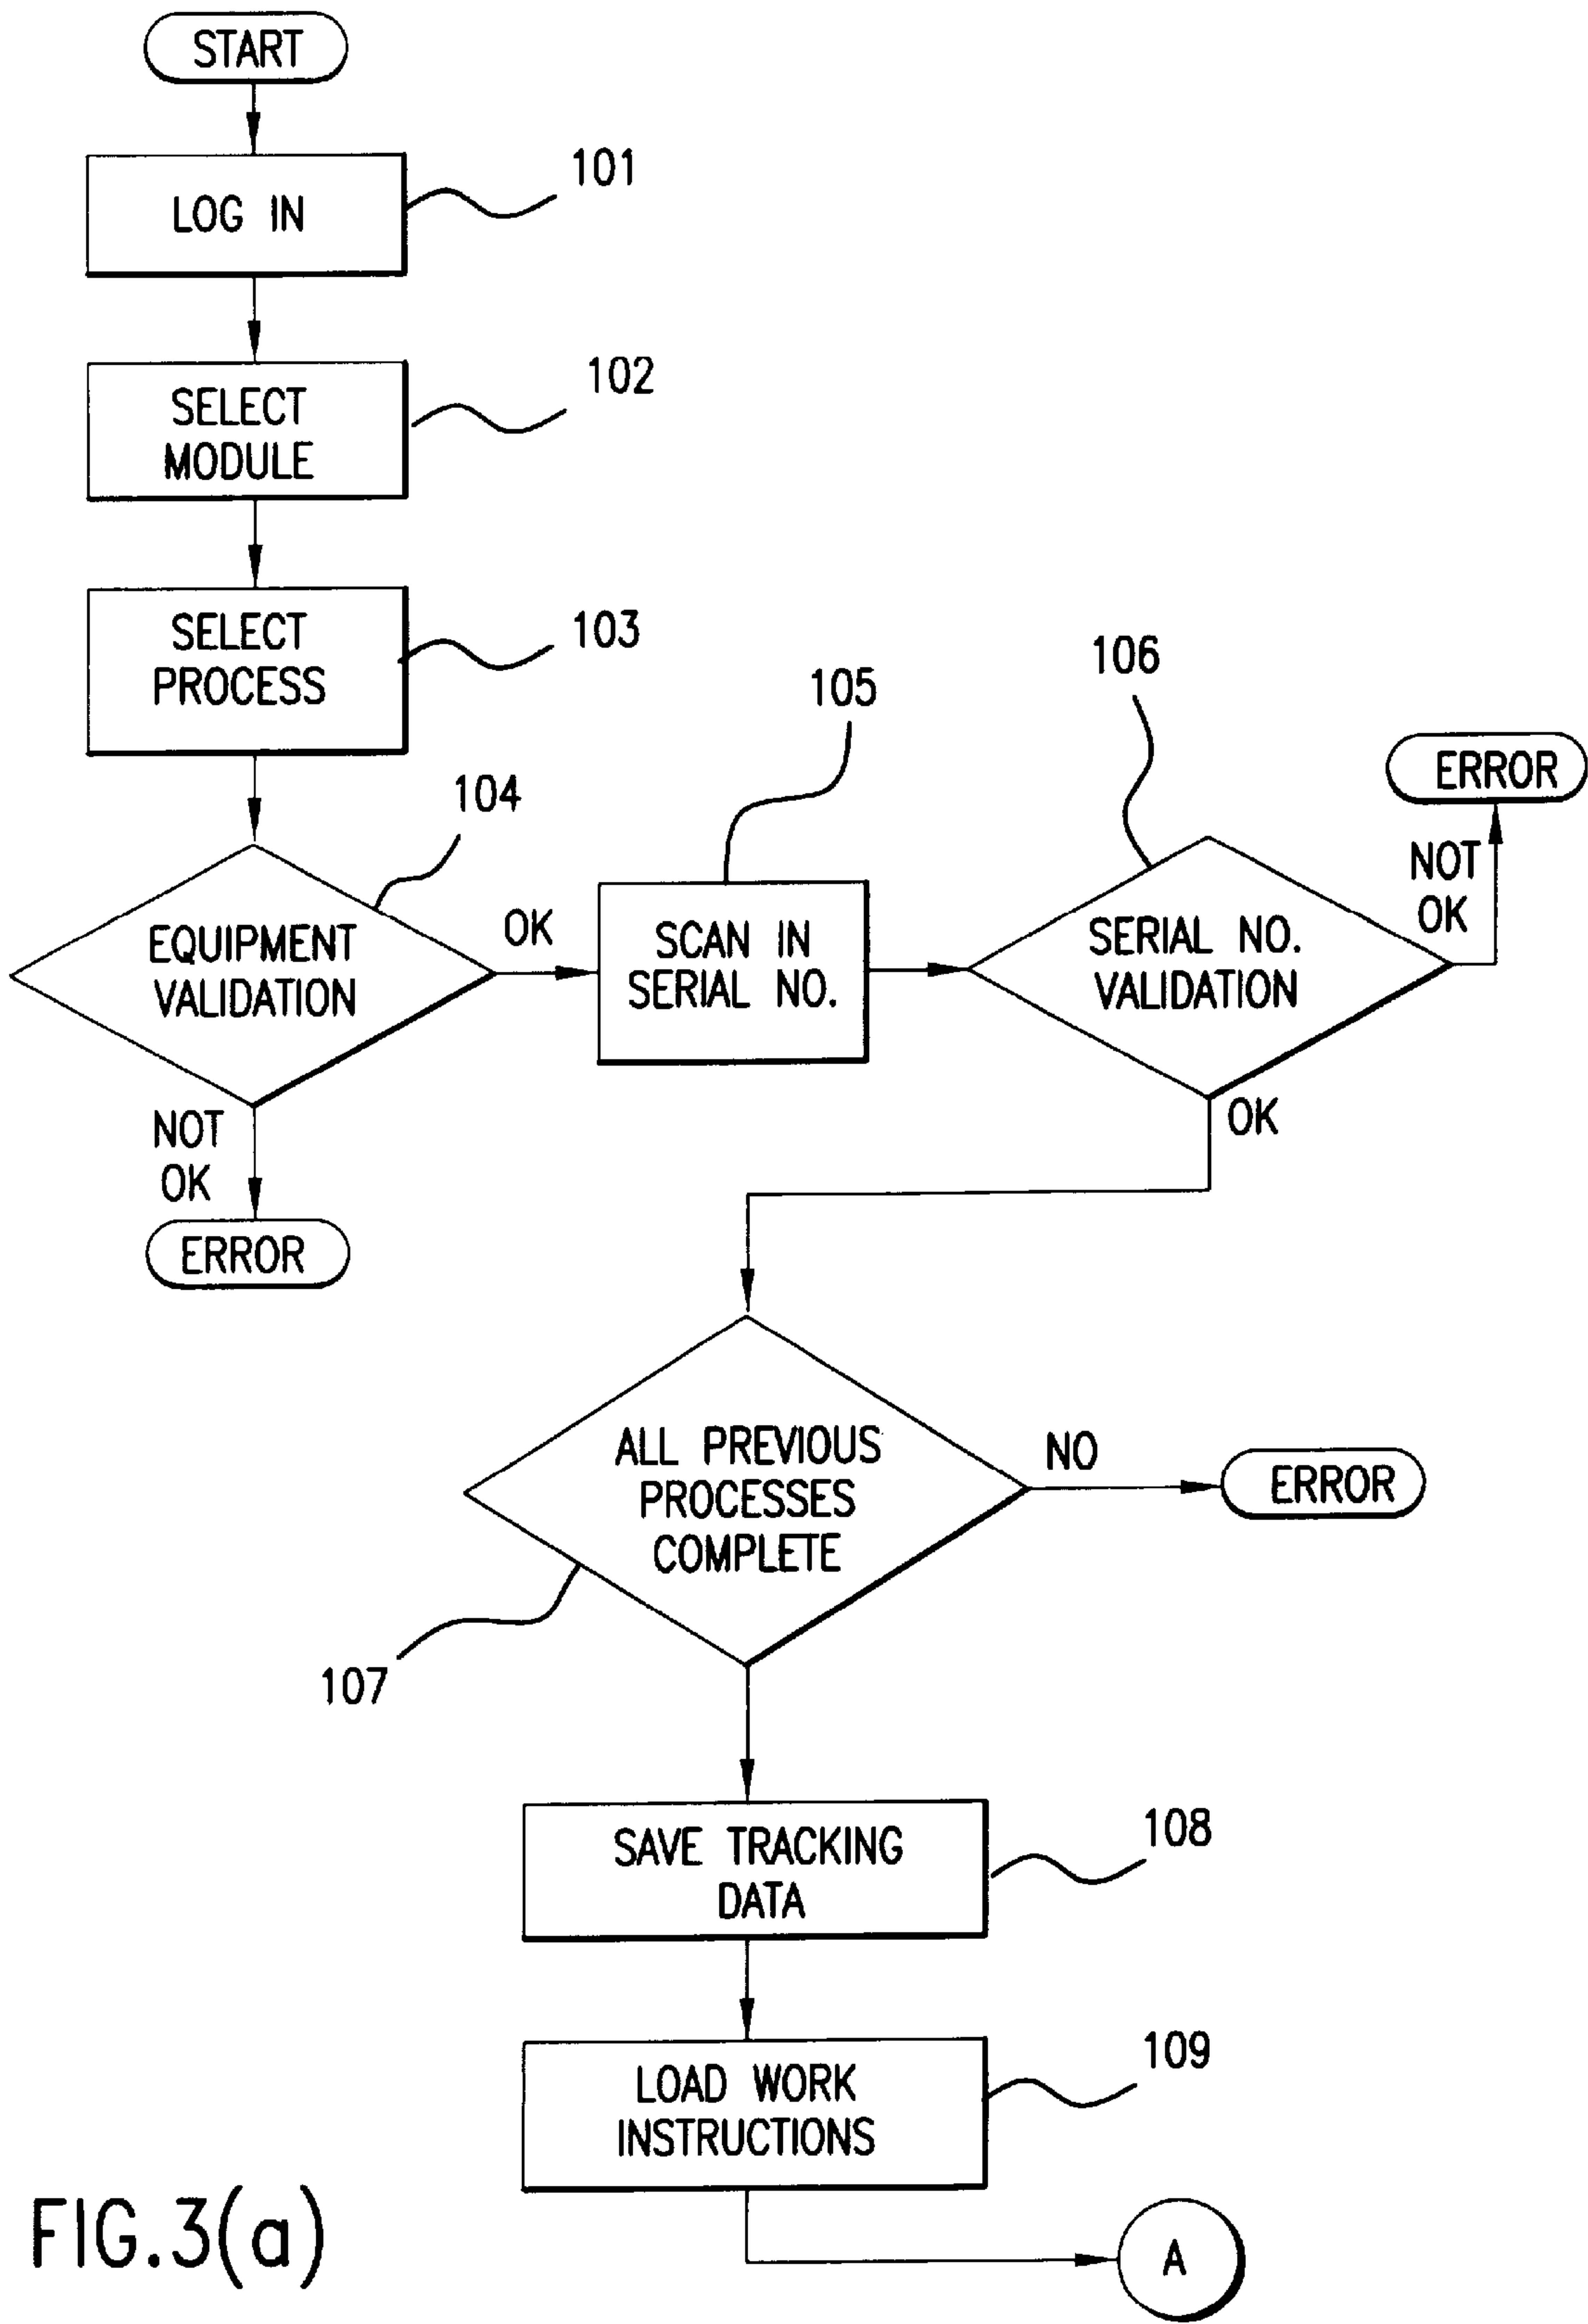 START
LOG IN
101
SELECT
MODULE
102
SELECT
PROCESS
103
EQUIPMENT
VALIDATION
104
OK
NOT
OK
ERROR
SCAN IN
SERIAL NO.
105
SERIAL NO.
VALIDATION
106
NOT
OK
ERROR
OK
ALL PREVIOUS
PROCESSES
COMPLETE
107
NO
ERROR
SAVE TRACKING
DATA
108
LOAD WORK
INSTRUCTIONS
109
A
FIG.3(a)